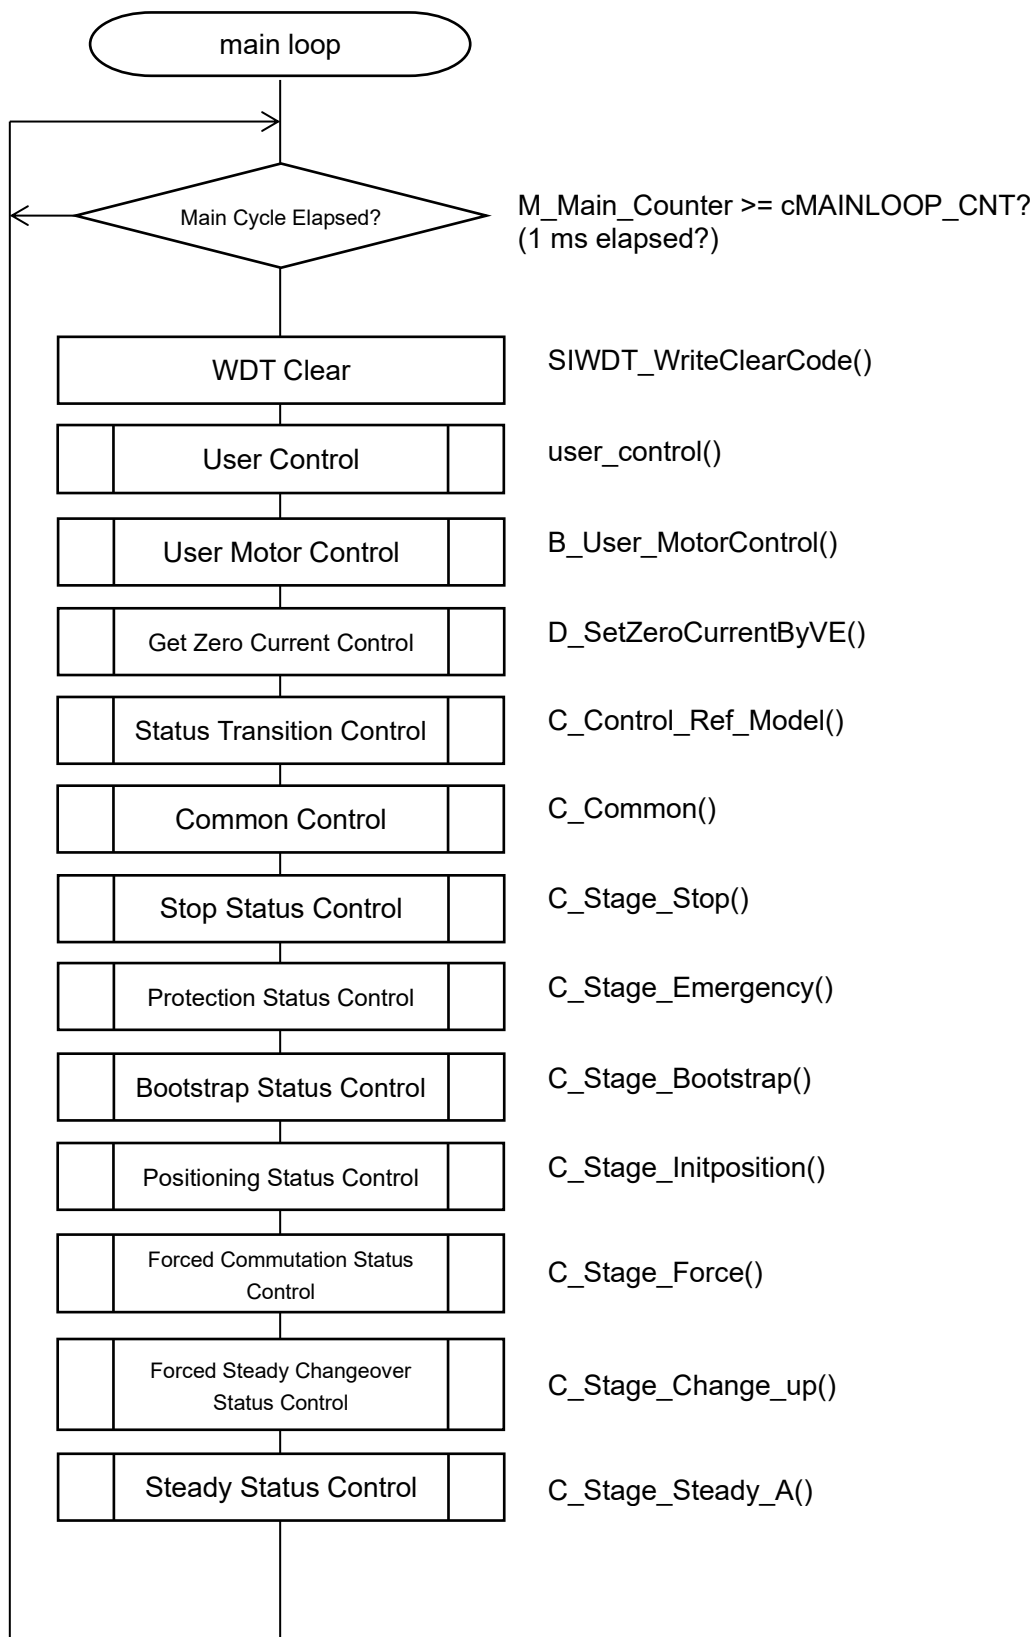 main loop
Main Cycle Elapsed?
M_Main_Counter >= cMAINLOOP_CNT?
(1 ms elapsed?)
WDT Clear
SIWDT_WriteClearCode()
User Control
user_control()
User Motor Control
B_User_MotorControl()
Get Zero Current Control
D_SetZeroCurrentByVE()
Status Transition Control
C_Control_Ref_Model()
Common Control
C_Common()
Stop Status Control
C_Stage_Stop()
Protection Status Control
C_Stage_Emergency()
Bootstrap Status Control
C_Stage_Bootstrap()
Positioning Status Control
C_Stage_Initposition()
Forced Commutation Status
Control
C_Stage_Force()
Forced Steady Changeover
Status Control
C_Stage_Change_up()
Steady Status Control
C_Stage_Steady_A()